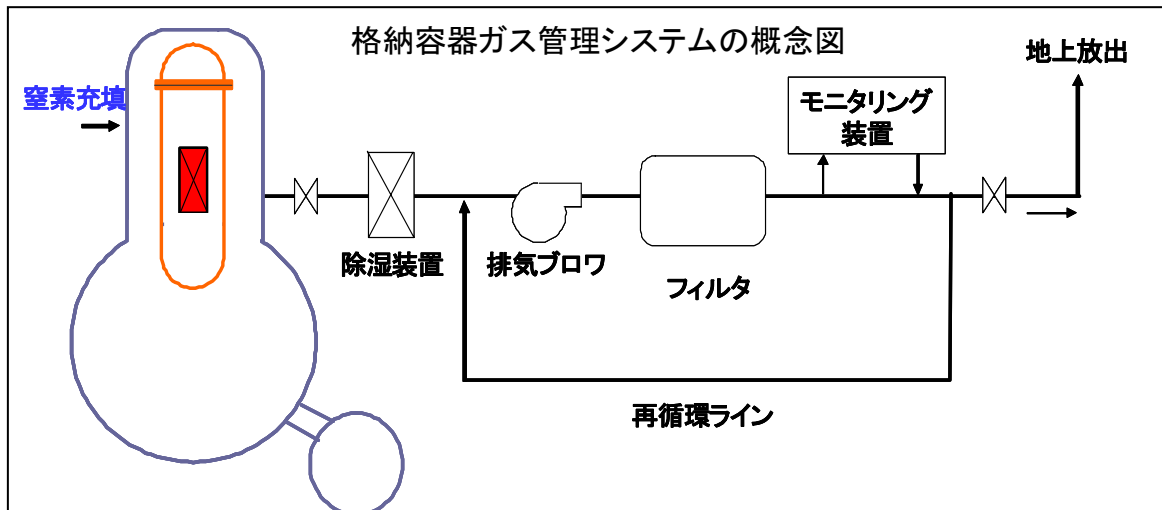 格納容器ガス管理システムの概念図
地上放出
窒素充填
モニタリング
装置
除湿装置
排気ブロワ
フィルタ
再循環ライン